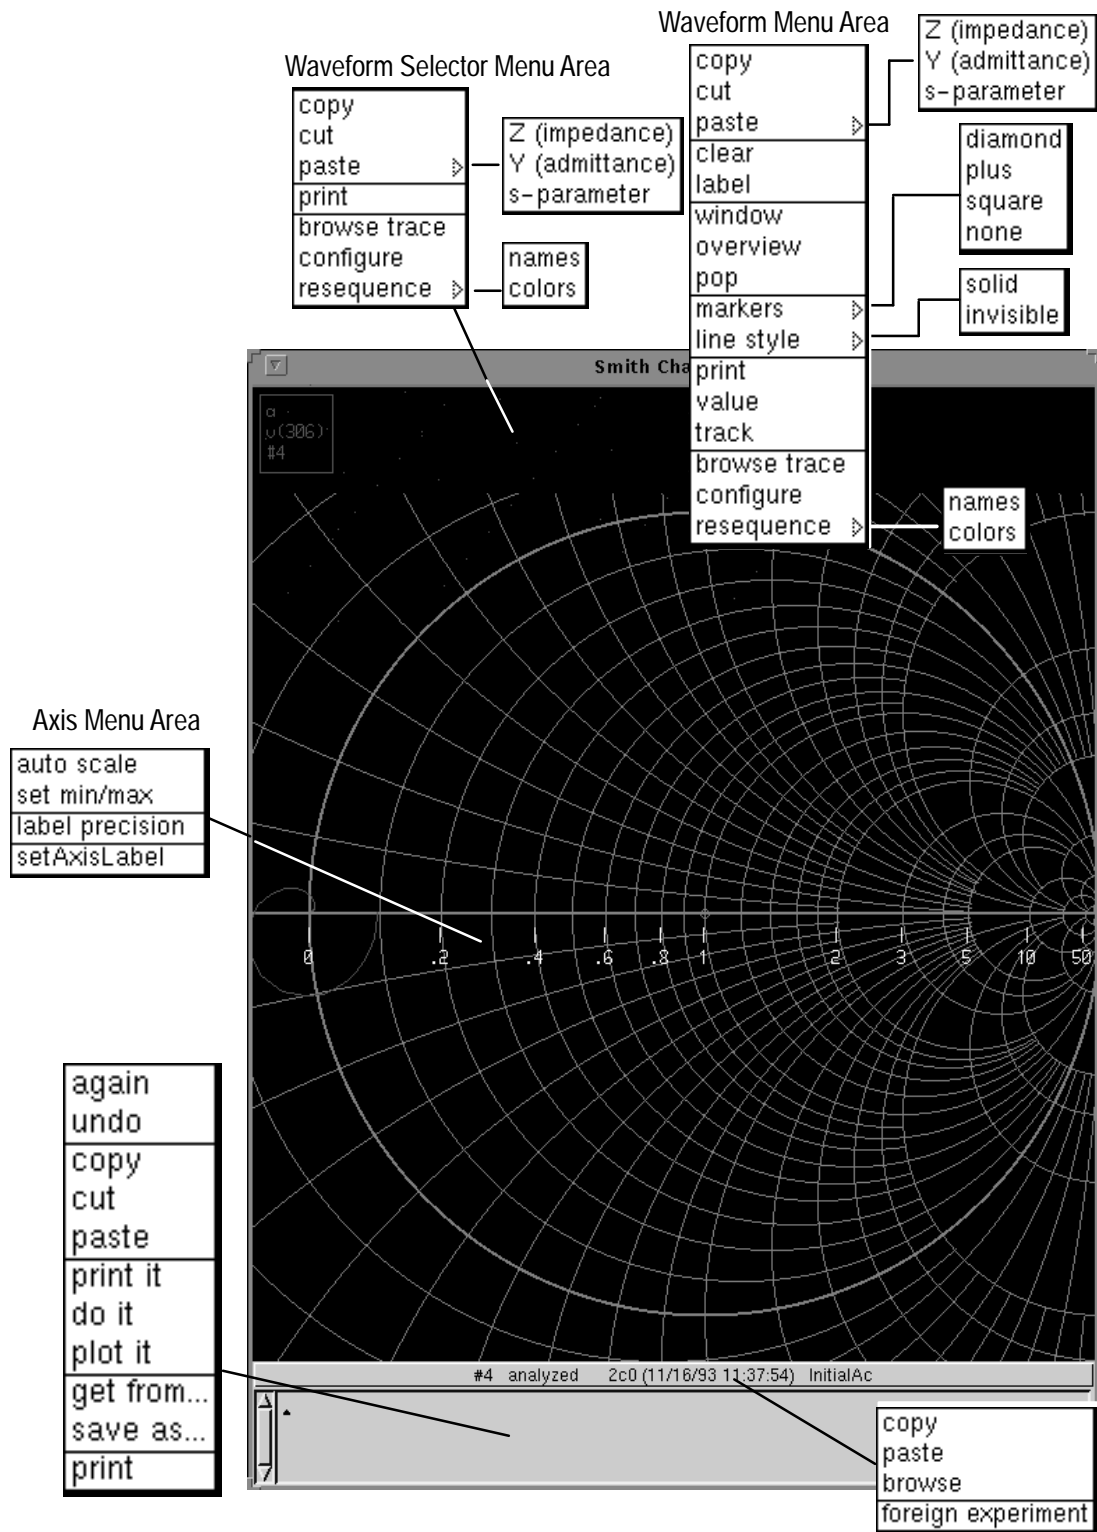 Waveform Menu Area
Z (impedance)
Y (admittance)
s-parameter
Waveform Selector Menu Area
copy
cut
paste
print
browse trace
configure
resequence
Z (impedance)
Y (admittance)
s-parameter
names
colors
copy
cut
paste
clear
label
window
overview
pop
markers
line style
print
value
track
browse trace
configure
resequence
diamond
plus
square
none
solid
invisible
names
colors
Smith Cha
a
v(306)
#4
Axis Menu Area
auto scale
set min/max
label precision
setAxisLabel
0 .2 .4 .6 .8 1 2 3 5 10 50
again
undo
copy
cut
paste
print it
do it
plot it
get from...
save as...
print
#4 analyzed 2c0 (11/16/93 11:37:54) InitialAc
copy
paste
browse
foreign experiment